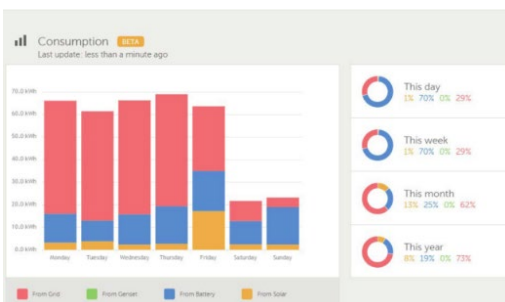 Consumption BETA
Last update: less than a minute ago
70.0 kWh
60.0 kWh
50.0 kWh
40.0 kWh
30.0 kWh
20.0 kWh
10.0 kWh
0.0 kWh
Monday Tuesday Wednesday Thursday Friday Saturday Sunday
From Grid From Genset From Battery From Solar
This day
1% 70% 0% 29%
This week
1% 70% 0% 29%
This month
13% 25% 0% 62%
This year
8% 19% 0% 73%